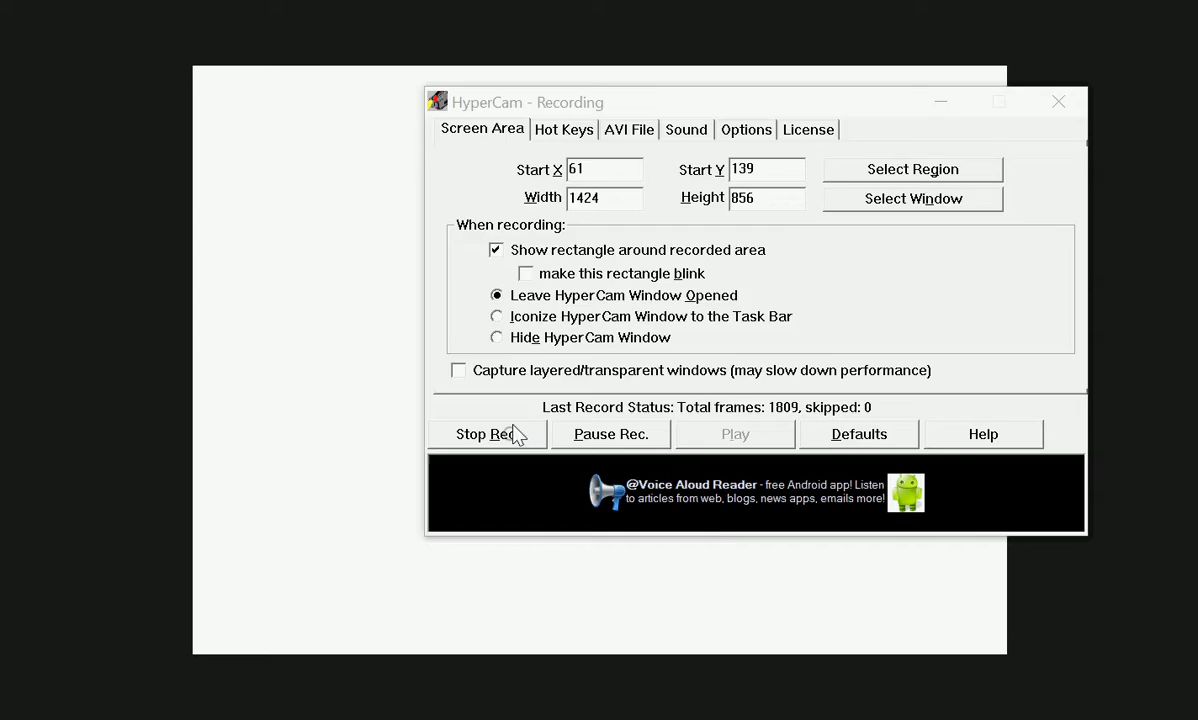 HyperCam - Recording
Screen Area Hot Keys AVI File Sound Options License
Start X 61 Start Y 139 Select Region
Width 1424 Height 856 Select Window
When recording:
Show rectangle around recorded area
make this rectangle blink
Leave HyperCam Window Opened
Iconize HyperCam Window to the Task Bar
Hide HyperCam Window
Capture layered/transparent windows (may slow down performance)
Last Record Status: Total frames: 1809, skipped: 0
Stop Rec Pause Rec. Play Defaults Help
@Voice Aloud Reader - free Android app! Listen
to articles from web, blogs, news apps, emails more!